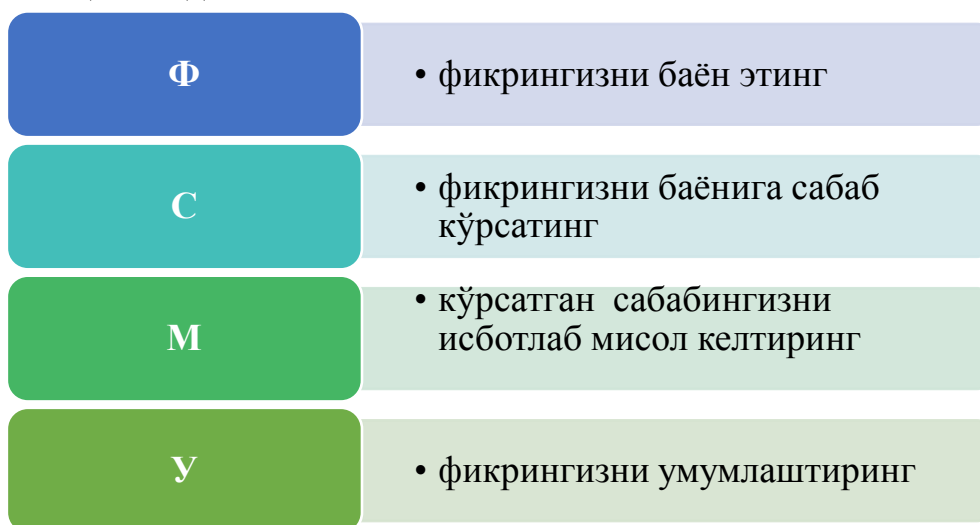 Ф
• фикрингизни баён этинг
С
• фикрингизни баёнига сабаб
кўрсатинг
М
• кўрсатган сабабингизни
исботлаб мисол келтиринг
У
• фикрингизни умумлаштиринг